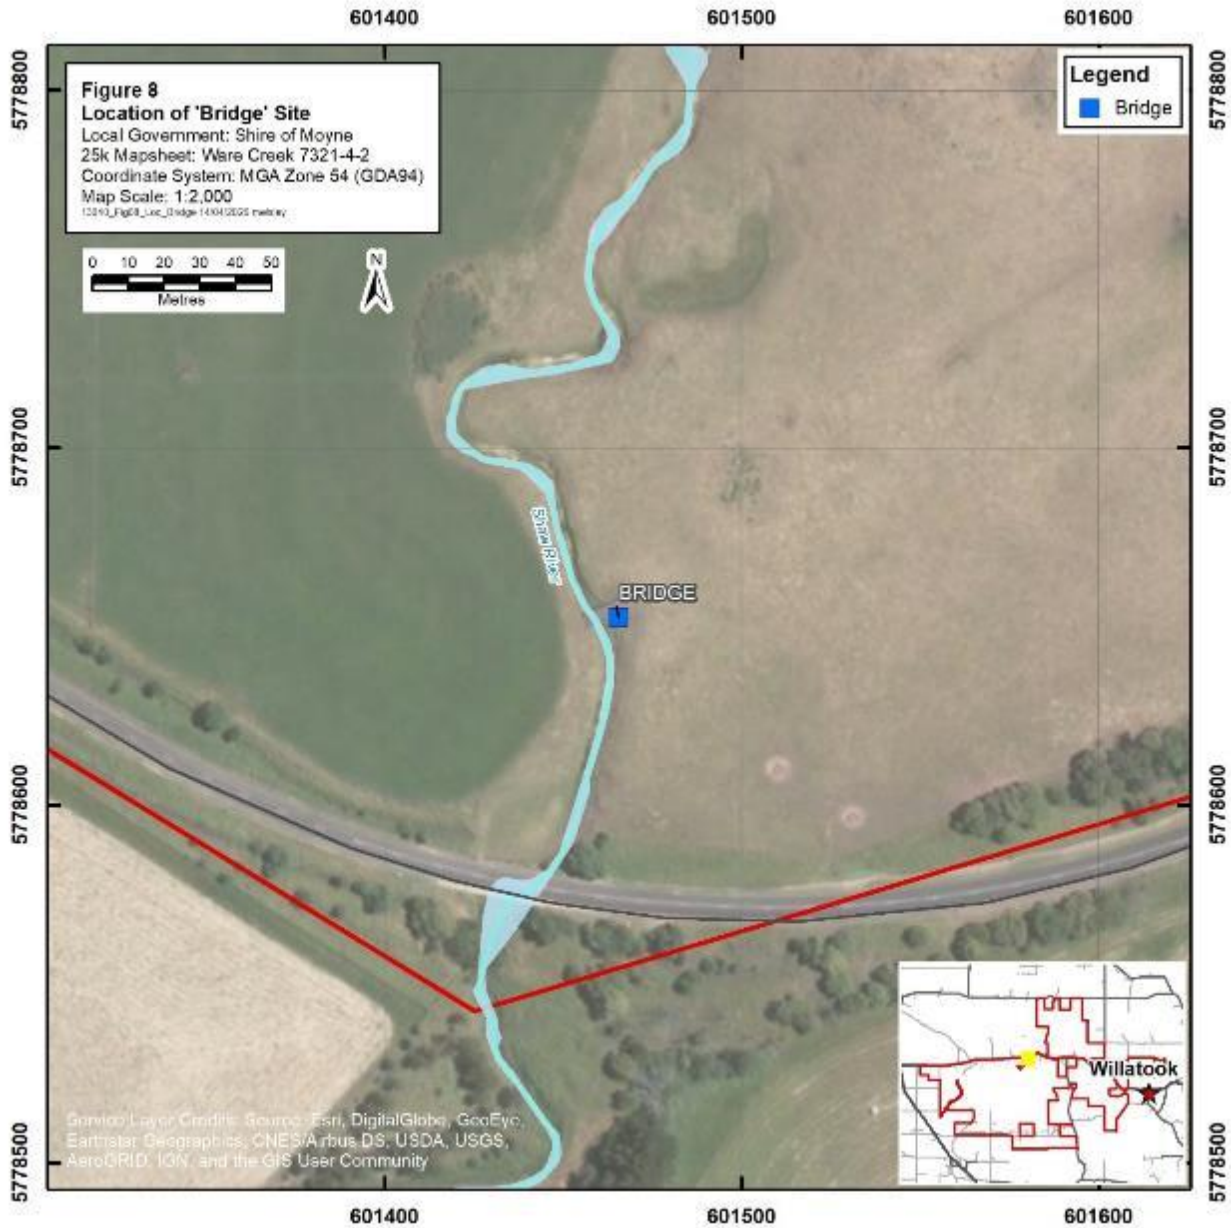 601400 601500 601600
5778800
5778800
Figure 8
Location of 'Bridge' Site
Local Government: Shire of Moyne
25k Mapsheet: Ware Creek 7321-4-2
Coordinate System: MGA Zone 54 (GDA94)
Map Scale: 1:2,000
Legend
Bridge
0 10 20 30 40 50
Metres
N
5778700
5778700
Shaw River
BRIDGE
5778600
5778600
Willatook
Service Layer Credits: Source: Esri, DigitalGlobe, GeoEye,
Earthstar Geographics, CNES/Airbus DS, USDA, USGS,
AeroGRID, IGN, and the GIS User Community
5778500
5778500
601400 601500 601600